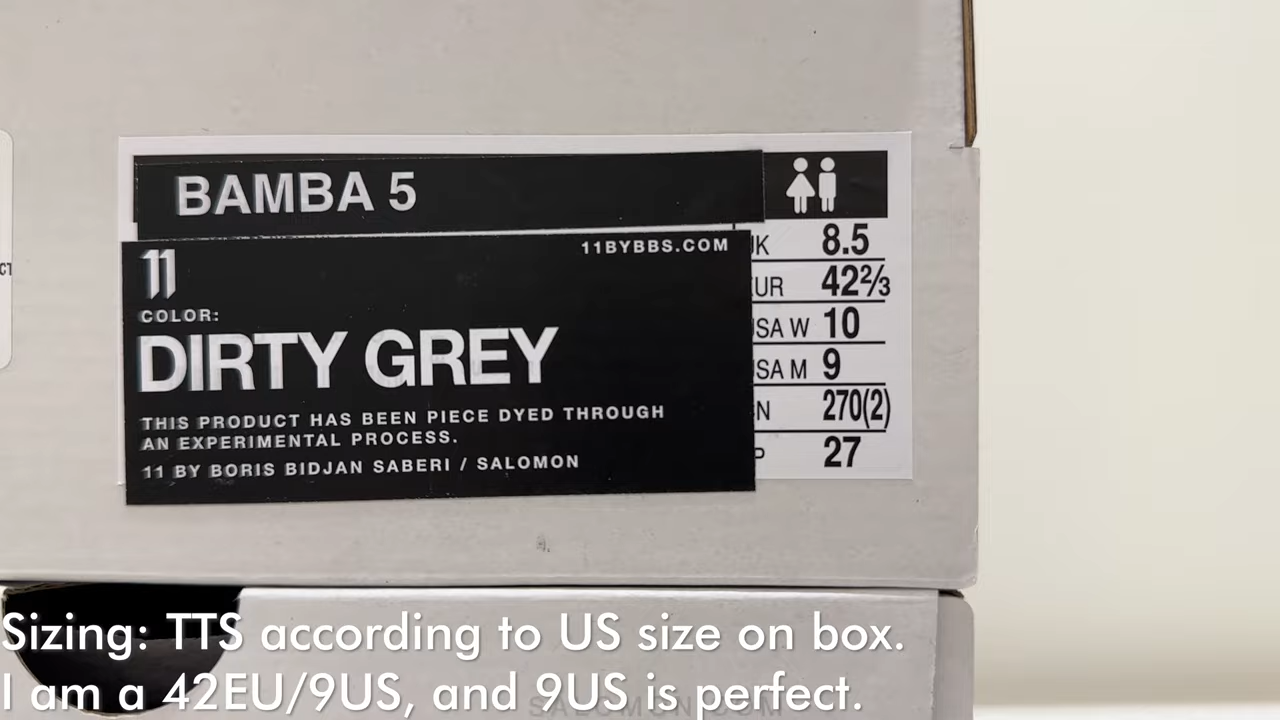 BAMBA 5
11BYBBS.COM
11
COLOR:
DIRTY GREY
THIS PRODUCT HAS BEEN PIECE DYED THROUGH
AN EXPERIMENTAL PROCESS.
11 BY BORIS BIDJAN SABERI / SALOMON
8.5
42⅔
W 10
M 9
270(2)
27
Sizing: TTS according to US size on box.
I am a 42EU/9US, and 9US is perfect.